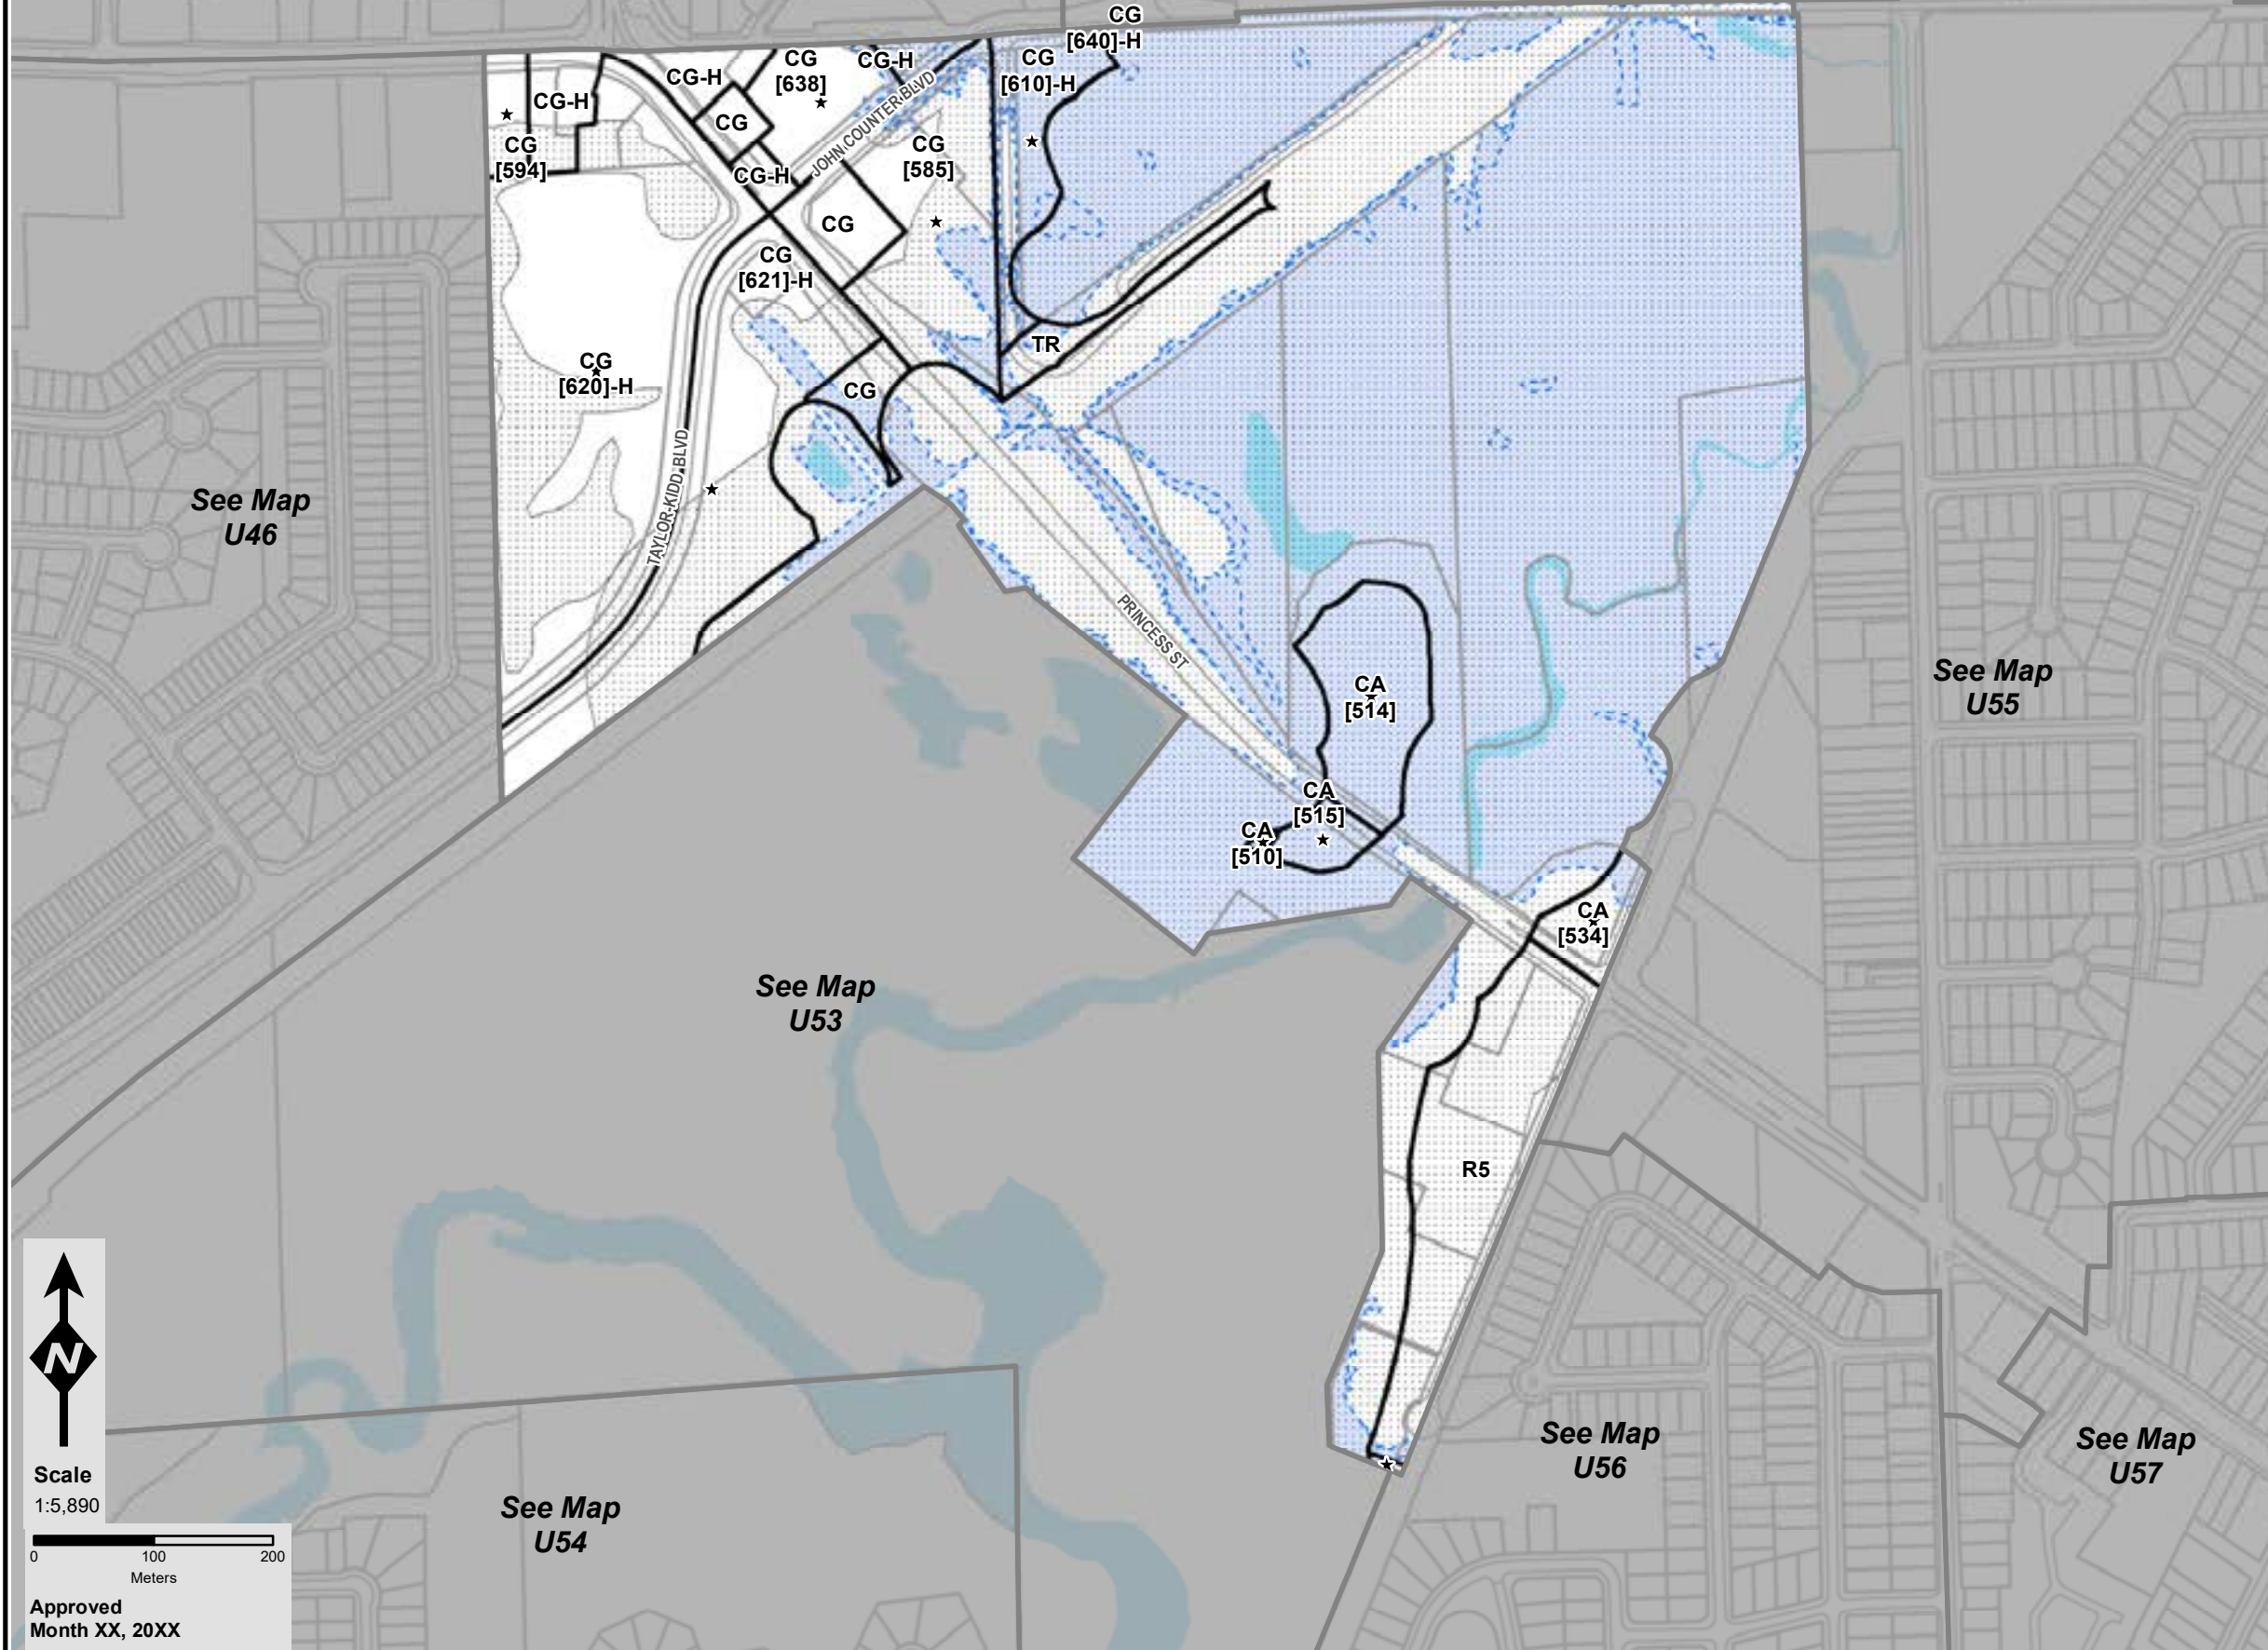 CG
[640]-H
CG-H
CG
[638]
CG-H
CG
[610]-H
CG-H
CG
CG
[594]
CG-H
JOHN COUNTER BLVD
CG
[585]
CG
CG
[621]-H
TR
CG
[620]-H
CG
TAYLOR-KIDD BLVD
See Map
U46
PRINCESS ST
See Map
U55
CA
[514]
CA
[515]
CA
[510]
CA
[534]
See Map
U53
R5
N
See Map
U56
See Map
U57
Scale
1:5,890
See Map
U54
0 100 200
Meters
Approved
Month XX, 20XX